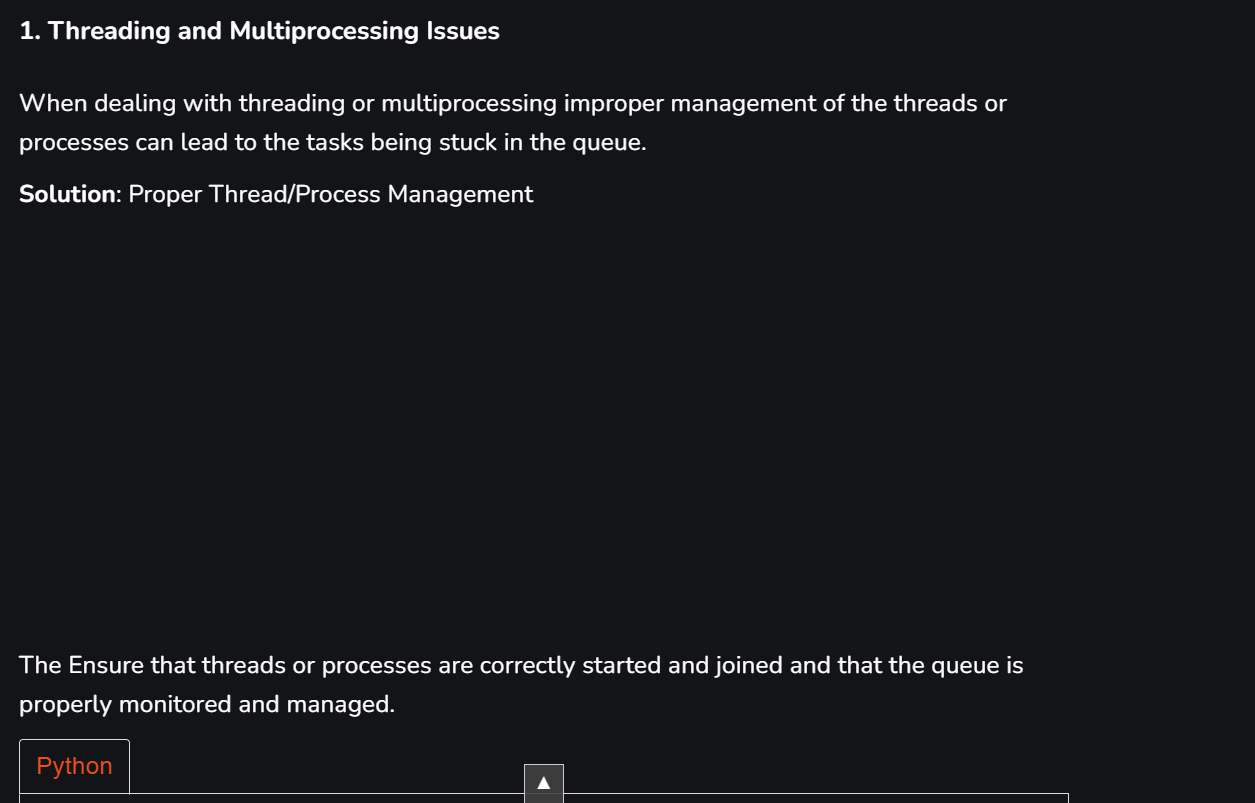 1. Threading and Multiprocessing Issues
When dealing with threading or multiprocessing improper management of the threads or
processes can lead to the tasks being stuck in the queue.
Solution: Proper Thread/Process Management
The Ensure that threads or processes are correctly started and joined and that the queue is
properly monitored and managed.
Python